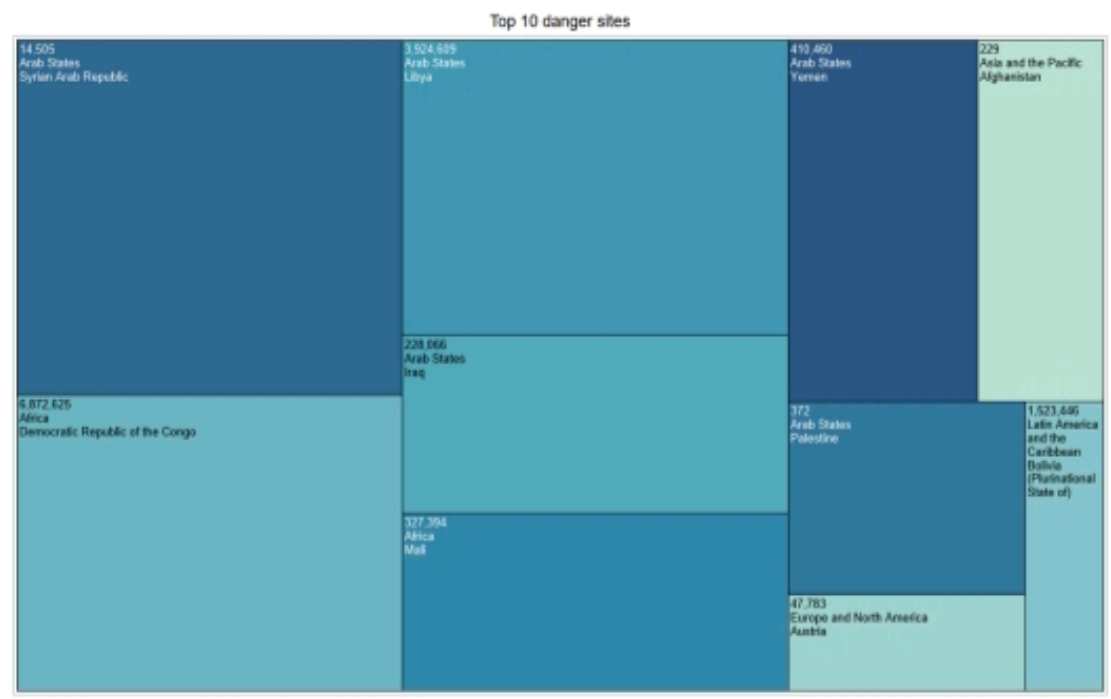 Top 10 danger sites
14,505
Arab States
Syrian Arab Republic
3,924,609
Arab States
Libya
410,460
Arab States
Yemen
229
Asia and the Pacific
Afghanistan
6,872,625
Africa
Democratic Republic of the Congo
228,066
Arab States
Iraq
327,394
Africa
Mali
372
Arab States
Palestine
1,523,446
Latin America
and the
Caribbean
Bolivia
(Plurinational
State of)
47,783
Europe and North America
Austria